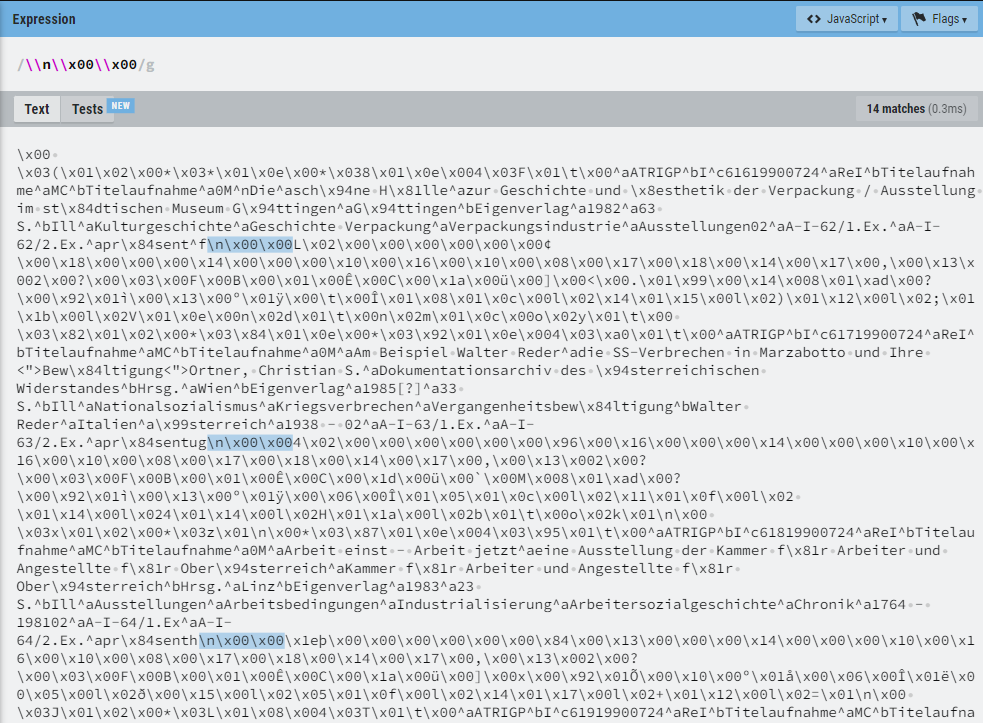 Expression
<> JavaScript ▾
Flags ▾
/\\n\\x00\\x00/g
Text
Tests
NEW
14 matches (0.3ms)
\x00
\x03(\x01\x02\x00*\x03*\x01\x0e\x00*\x038\x01\x0e\x004\x03F\x01\t\x00^aATRIGP^bI^c61619900724^aReI^bTitelaufnah
me^aMC^bTitelaufnahme^a0M^nDie^asch\x94ne H\x81lle^azur Geschichte und \x8esthetik der Verpackung / Ausstellung
im st\x84dtischen Museum G\x94ttingen^aG\x94ttingen^bEigenverlag^a1982^a63
S.^bIll^aKulturgeschichte^aGeschichte Verpackung^aVerpackungsindustrie^aAusstellungen02^aA-I-62/1.Ex.^aA-I-
62/2.Ex.^apr\x84sent^f\n\x00\x00L\x02\x00\x00\x00\x00\x00\x00¢
\x00\x18\x00\x00\x00\x14\x00\x00\x00\x10\x00\x16\x00\x10\x00\x08\x00\x17\x00\x18\x00\x14\x00\x17\x00,\x00\x13\x
002\x00?\x00\x03\x00F\x00B\x00\x01\x00Ê\x00C\x00\x1a\x00ü\x00]\x00<\x00.\x01\x99\x00\x14\x008\x01\xad\x00?
\x00\x92\x01ì\x00\x13\x00º\x01ÿ\x00\t\x00Î\x01\x08\x01\x0c\x00l\x02\x14\x01\x15\x00l\x02)\x01\x12\x00l\x02;\x01
\x1b\x00l\x02V\x01\x0e\x00n\x02d\x01\t\x00n\x02m\x01\x0c\x00o\x02y\x01\t\x00
\x03\x82\x01\x02\x00*\x03\x84\x01\x0e\x00*\x03\x92\x01\x0e\x004\x03\xa0\x01\t\x00^aATRIGP^bI^c61719900724^aReI^
bTitelaufnahme^aMC^bTitelaufnahme^a0M^aAm Beispiel Walter Reder^adie SS-Verbrechen in Marzabotto und Ihre
<">Bew\x84ltigung<">Ortner, Christian S.^aDokumentationsarchiv des \x94sterreichischen
Widerstandes^bHrsg.^aWien^bEigenverlag^a1985[?]^a33
S.^bIll^aNationalsozialismus^aKriegsverbrechen^aVergangenheitsbew\x84ltigung^bWalter
Reder^aItalien^a\x99sterreich^a1938 - 02^aA-I-63/1.Ex.^aA-I-
63/2.Ex.^apr\x84sentug\n\x00\x004\x02\x00\x00\x00\x00\x00\x00\x96\x00\x16\x00\x00\x00\x14\x00\x00\x00\x10\x00\x
16\x00\x10\x00\x08\x00\x17\x00\x18\x00\x14\x00\x17\x00,\x00\x13\x002\x00?
\x00\x03\x00F\x00B\x00\x01\x00Ê\x00C\x00\x1d\x00ü\x00`\x00M\x008\x01\xad\x00?
\x00\x92\x01ì\x00\x13\x00º\x01ÿ\x00\x06\x00Î\x01\x05\x01\x0c\x00l\x02\x11\x01\x0f\x00l\x02
\x01\x14\x00l\x024\x01\x14\x00l\x02H\x01\x1a\x00l\x02b\x01\t\x00o\x02k\x01\n\x00
\x03x\x01\x02\x00*\x03z\x01\n\x00*\x03\x87\x01\x0e\x004\x03\x95\x01\t\x00^aATRIGP^bI^c61819900724^aReI^bTitelau
fnahme^aMC^bTitelaufnahme^a0M^aArbeit einst - Arbeit jetzt^aeine Ausstellung der Kammer f\x81r Arbeiter und
Angestellte f\x81r Ober\x94sterreich^aKammer f\x81r Arbeiter und Angestellte f\x81r
Ober\x94sterreich^bHrsg.^aLinz^bEigenverlag^a1983^a23
S.^bIll^aAusstellungen^aArbeitsbedingungen^aIndustrialisierung^aArbeitersozialgeschichte^aChronik^a1764 -
198102^aA-I-64/1.Ex^aA-I-
64/2.Ex.^apr\x84senth\n\x00\x00\x1ep\x00\x00\x00\x00\x00\x00\x84\x00\x13\x00\x00\x00\x14\x00\x00\x00\x10\x00\x1
6\x00\x10\x00\x08\x00\x17\x00\x18\x00\x14\x00\x17\x00,\x00\x13\x002\x00?
\x00\x03\x00F\x00B\x00\x01\x00Ê\x00C\x00\x1a\x00ü\x00]\x00x\x00\x92\x01Õ\x00\x10\x00º\x01å\x00\x06\x00Î\x01ë\x0
0\x05\x00l\x02ð\x00\x15\x00l\x02\x05\x01\x0f\x00l\x02\x14\x01\x17\x00l\x02+\x01\x12\x00l\x02=\x01\n\x00
\x03J\x01\x02\x00*\x03L\x01\x08\x004\x03T\x01\t\x00^aATRIGP^bI^c61919900724^aReI^bTitelaufnahme^aMC^bTitelaufna